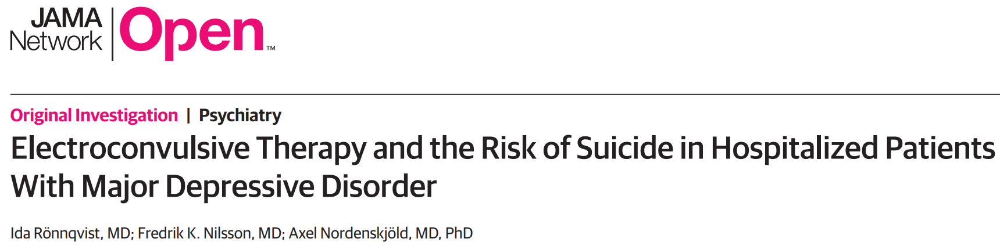 JAMA
Network
Open™
Original Investigation | Psychiatry
Electroconvulsive Therapy and the Risk of Suicide in Hospitalized Patients
With Major Depressive Disorder
Ida Rönnqvist, MD; Fredrik K. Nilsson, MD; Axel Nordenskjöld, MD, PhD